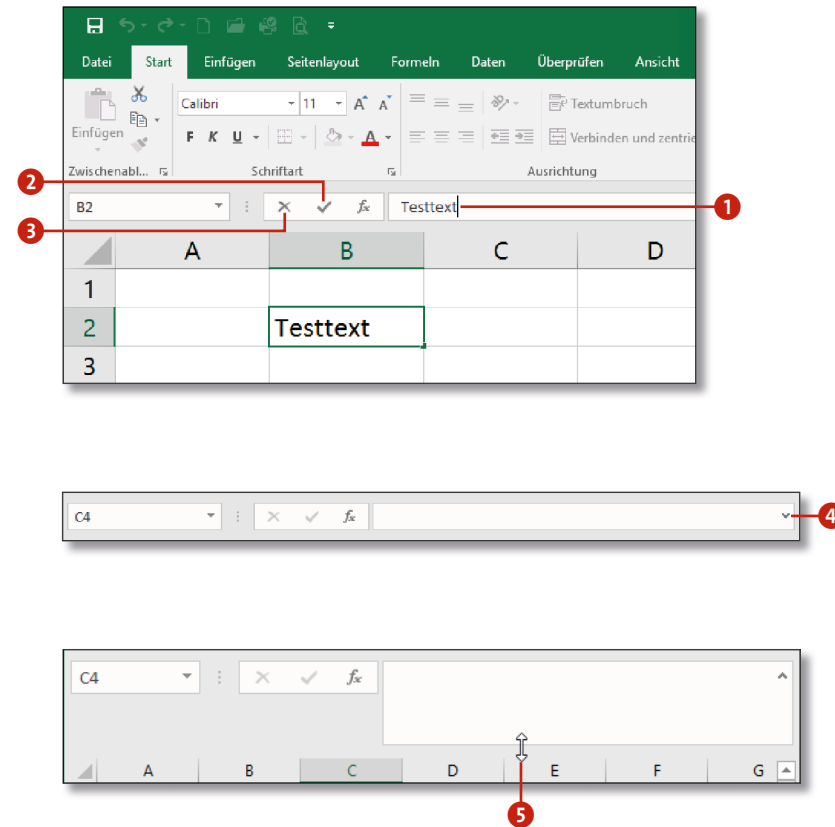 Datei Start Einfügen Seitenlayout Formeln Daten Überprüfen Ansicht
Calibri 11 A A Textumbruch
Einfügen F K U A Verbinden und zentrie
Zwischenabl... Schriftart Ausrichtung
2
B2 fx Testtext 1
3
A B C D
1
2 Testtext
3
C4 fx 4
C4 fx
A B C D E F G
5